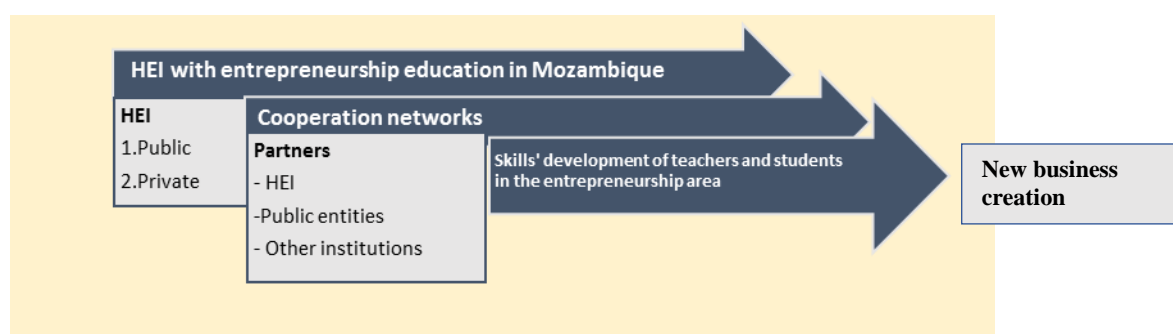 HEI with entrepreneurship education in Mozambique
HEI
1.Public
2.Private
Cooperation networks
Partners
- HEI
-Public entities
- Other institutions
Skills' development of teachers and students
in the entrepreneurship area
New business
creation